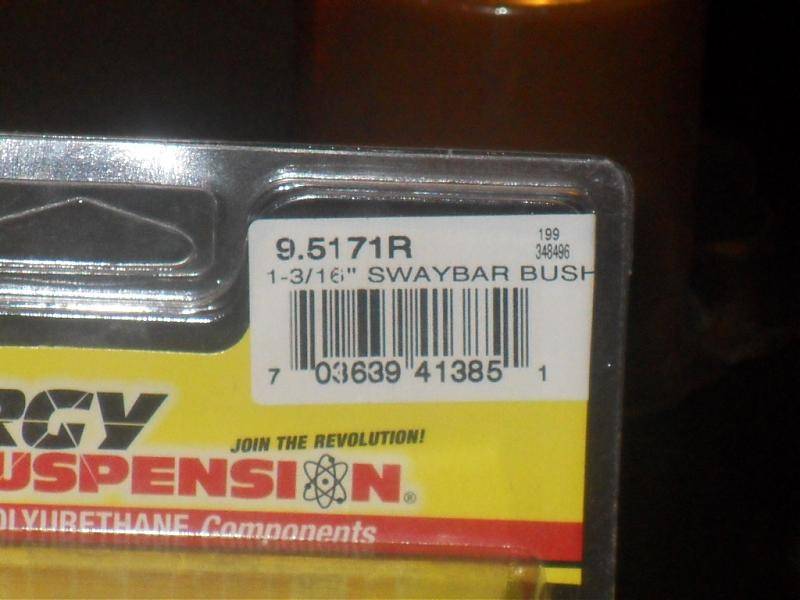 9.5171R
199
348496
1-3/16" SWAYBAR BUSH
7 03639 41385 1
RGY
JOIN THE REVOLUTION!
USPENSION®
OLYURETHANE Components